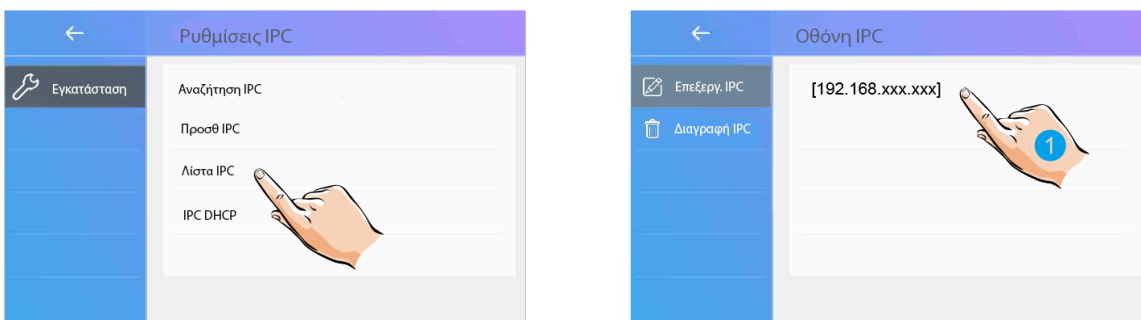 Ρυθμίσεις IPC
Εγκατάσταση
Αναζήτηση IPC
Προσθ IPC
Λίστα IPC
IPC DHCP
Οθόνη IPC
Επεξεργ. IPC
Διαγραφή IPC
[192.168.xxx.xxx]
1